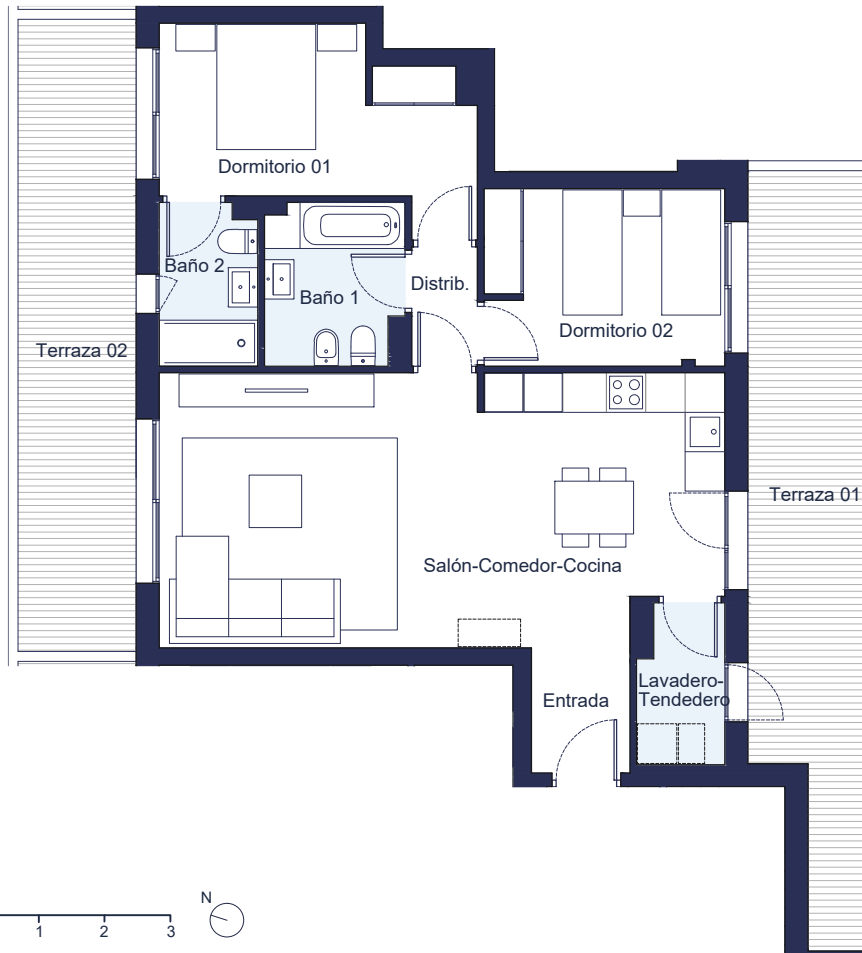 Dormitorio 01
Baño 2
Baño 1
Distrib.
Dormitorio 02
Terraza 02
Terraza 01
Salón-Comedor-Cocina
Lavadero-
Tendedero
Entrada
N
1 2 3